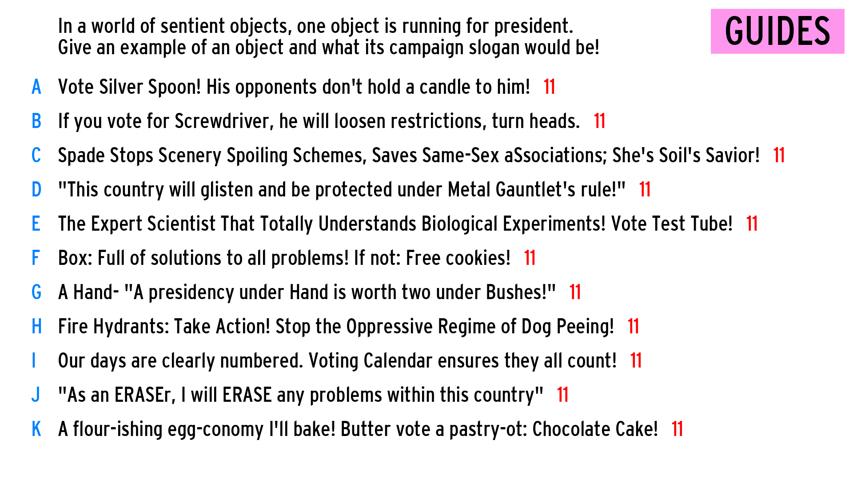 In a world of sentient objects, one object is running for president.
Give an example of an object and what its campaign slogan would be!
GUIDES
A Vote Silver Spoon! His opponents don't hold a candle to him! 11
B If you vote for Screwdriver, he will loosen restrictions, turn heads. 11
C Spade Stops Scenery Spoiling Schemes, Saves Same-Sex aSsociations; She's Soil's Savior! 11
D "This country will glisten and be protected under Metal Gauntlet's rule!" 11
E The Expert Scientist That Totally Understands Biological Experiments! Vote Test Tube! 11
F Box: Full of solutions to all problems! If not: Free cookies! 11
G A Hand- "A presidency under Hand is worth two under Bushes!" 11
H Fire Hydrants: Take Action! Stop the Oppressive Regime of Dog Peeing! 11
I Our days are clearly numbered. Voting Calendar ensures they all count! 11
J "As an ERASEr, I will ERASE any problems within this country" 11
K A flour-ishing egg-conomy I'll bake! Butter vote a pastry-ot: Chocolate Cake! 11